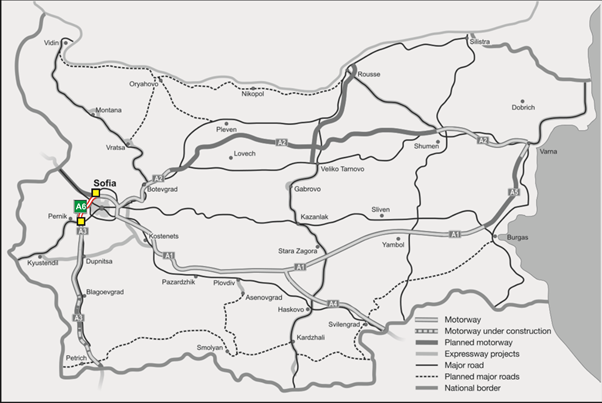 Vidin
Silistra
Oryahovo
Rousse
Nikopol
Montana
Dobrich
Pleven
Vratsa
A2
A2
Shumen
Varna
Lovech
A2
Veliko Tarnovo
Sofia
Botevgrad
Gabrovo
A5
A6
Pernik
Kazanlak
Sliven
A3
Kostenets
Stara Zagora
Yambol
A1
Burgas
Kyustendil
Dupnitsa
A1
A1
Pazardzhik
Plovdiv
Blagoevgrad
Asenovgrad
Haskovo
A4
A3
Svilengrad
Smolyan
Kardzhali
Petrich
Motorway
Motorway under construction
Planned motorway
Expressway projects
Major road
Planned major roads
National border